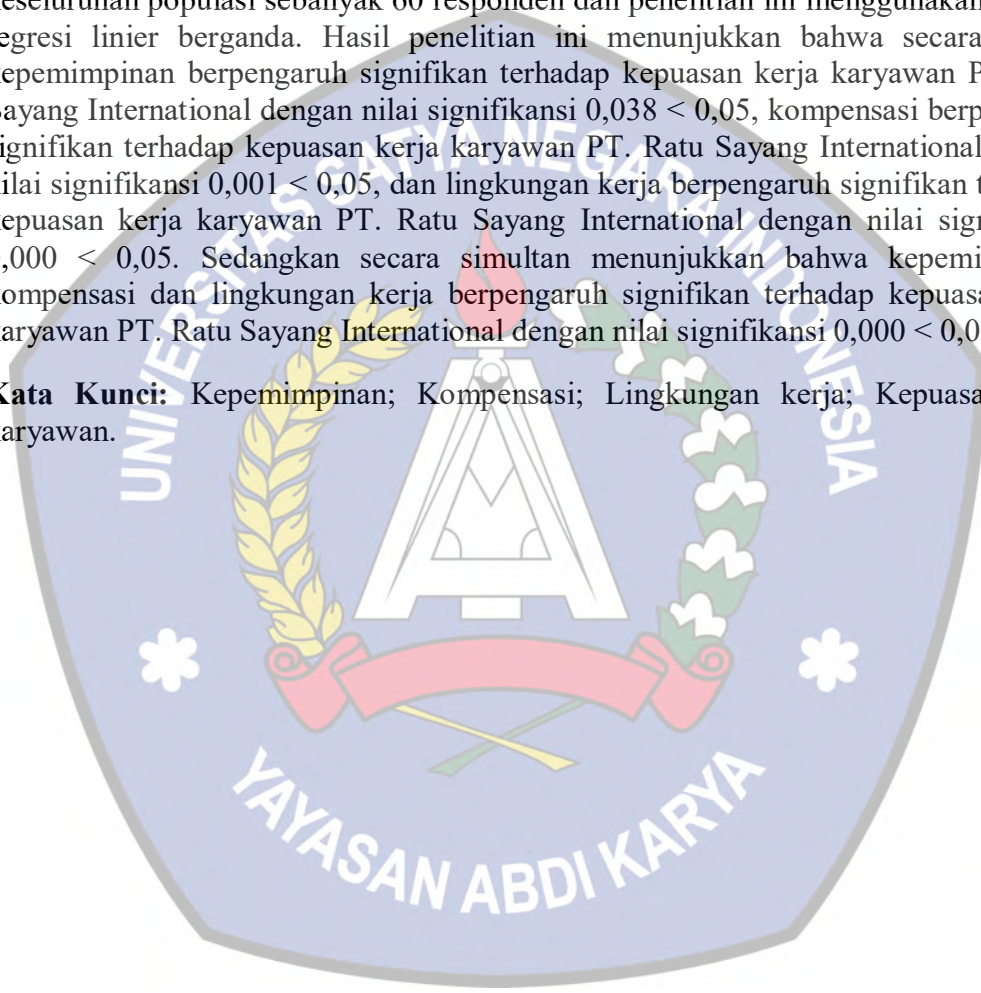 keseluruhan populasi sebanyak 60 responden dan penelitian ini menggunakan
regresi linier berganda. Hasil penelitian ini menunjukkan bahwa secara
kepemimpinan berpengaruh signifikan terhadap kepuasan kerja karyawan P
Sayang International dengan nilai signifikansi 0,038 < 0,05, kompensasi berp
signifikan terhadap kepuasan kerja karyawan PT. Ratu Sayang International
nilai signifikansi 0,001 < 0,05, dan lingkungan kerja berpengaruh signifikan t
kepuasan kerja karyawan PT. Ratu Sayang International dengan nilai sign
0,000 < 0,05. Sedangkan secara simultan menunjukkan bahwa kepemi
kompensasi dan lingkungan kerja berpengaruh signifikan terhadap kepuasa
karyawan PT. Ratu Sayang International dengan nilai signifikansi 0,000 < 0,0
Kata Kunci: Kepemimpinan; Kompensasi; Lingkungan kerja; Kepuasa
karyawan.
UNIVERSITAS SATYA NEGARA INDONESIA
YAYASAN ABDI KARYA